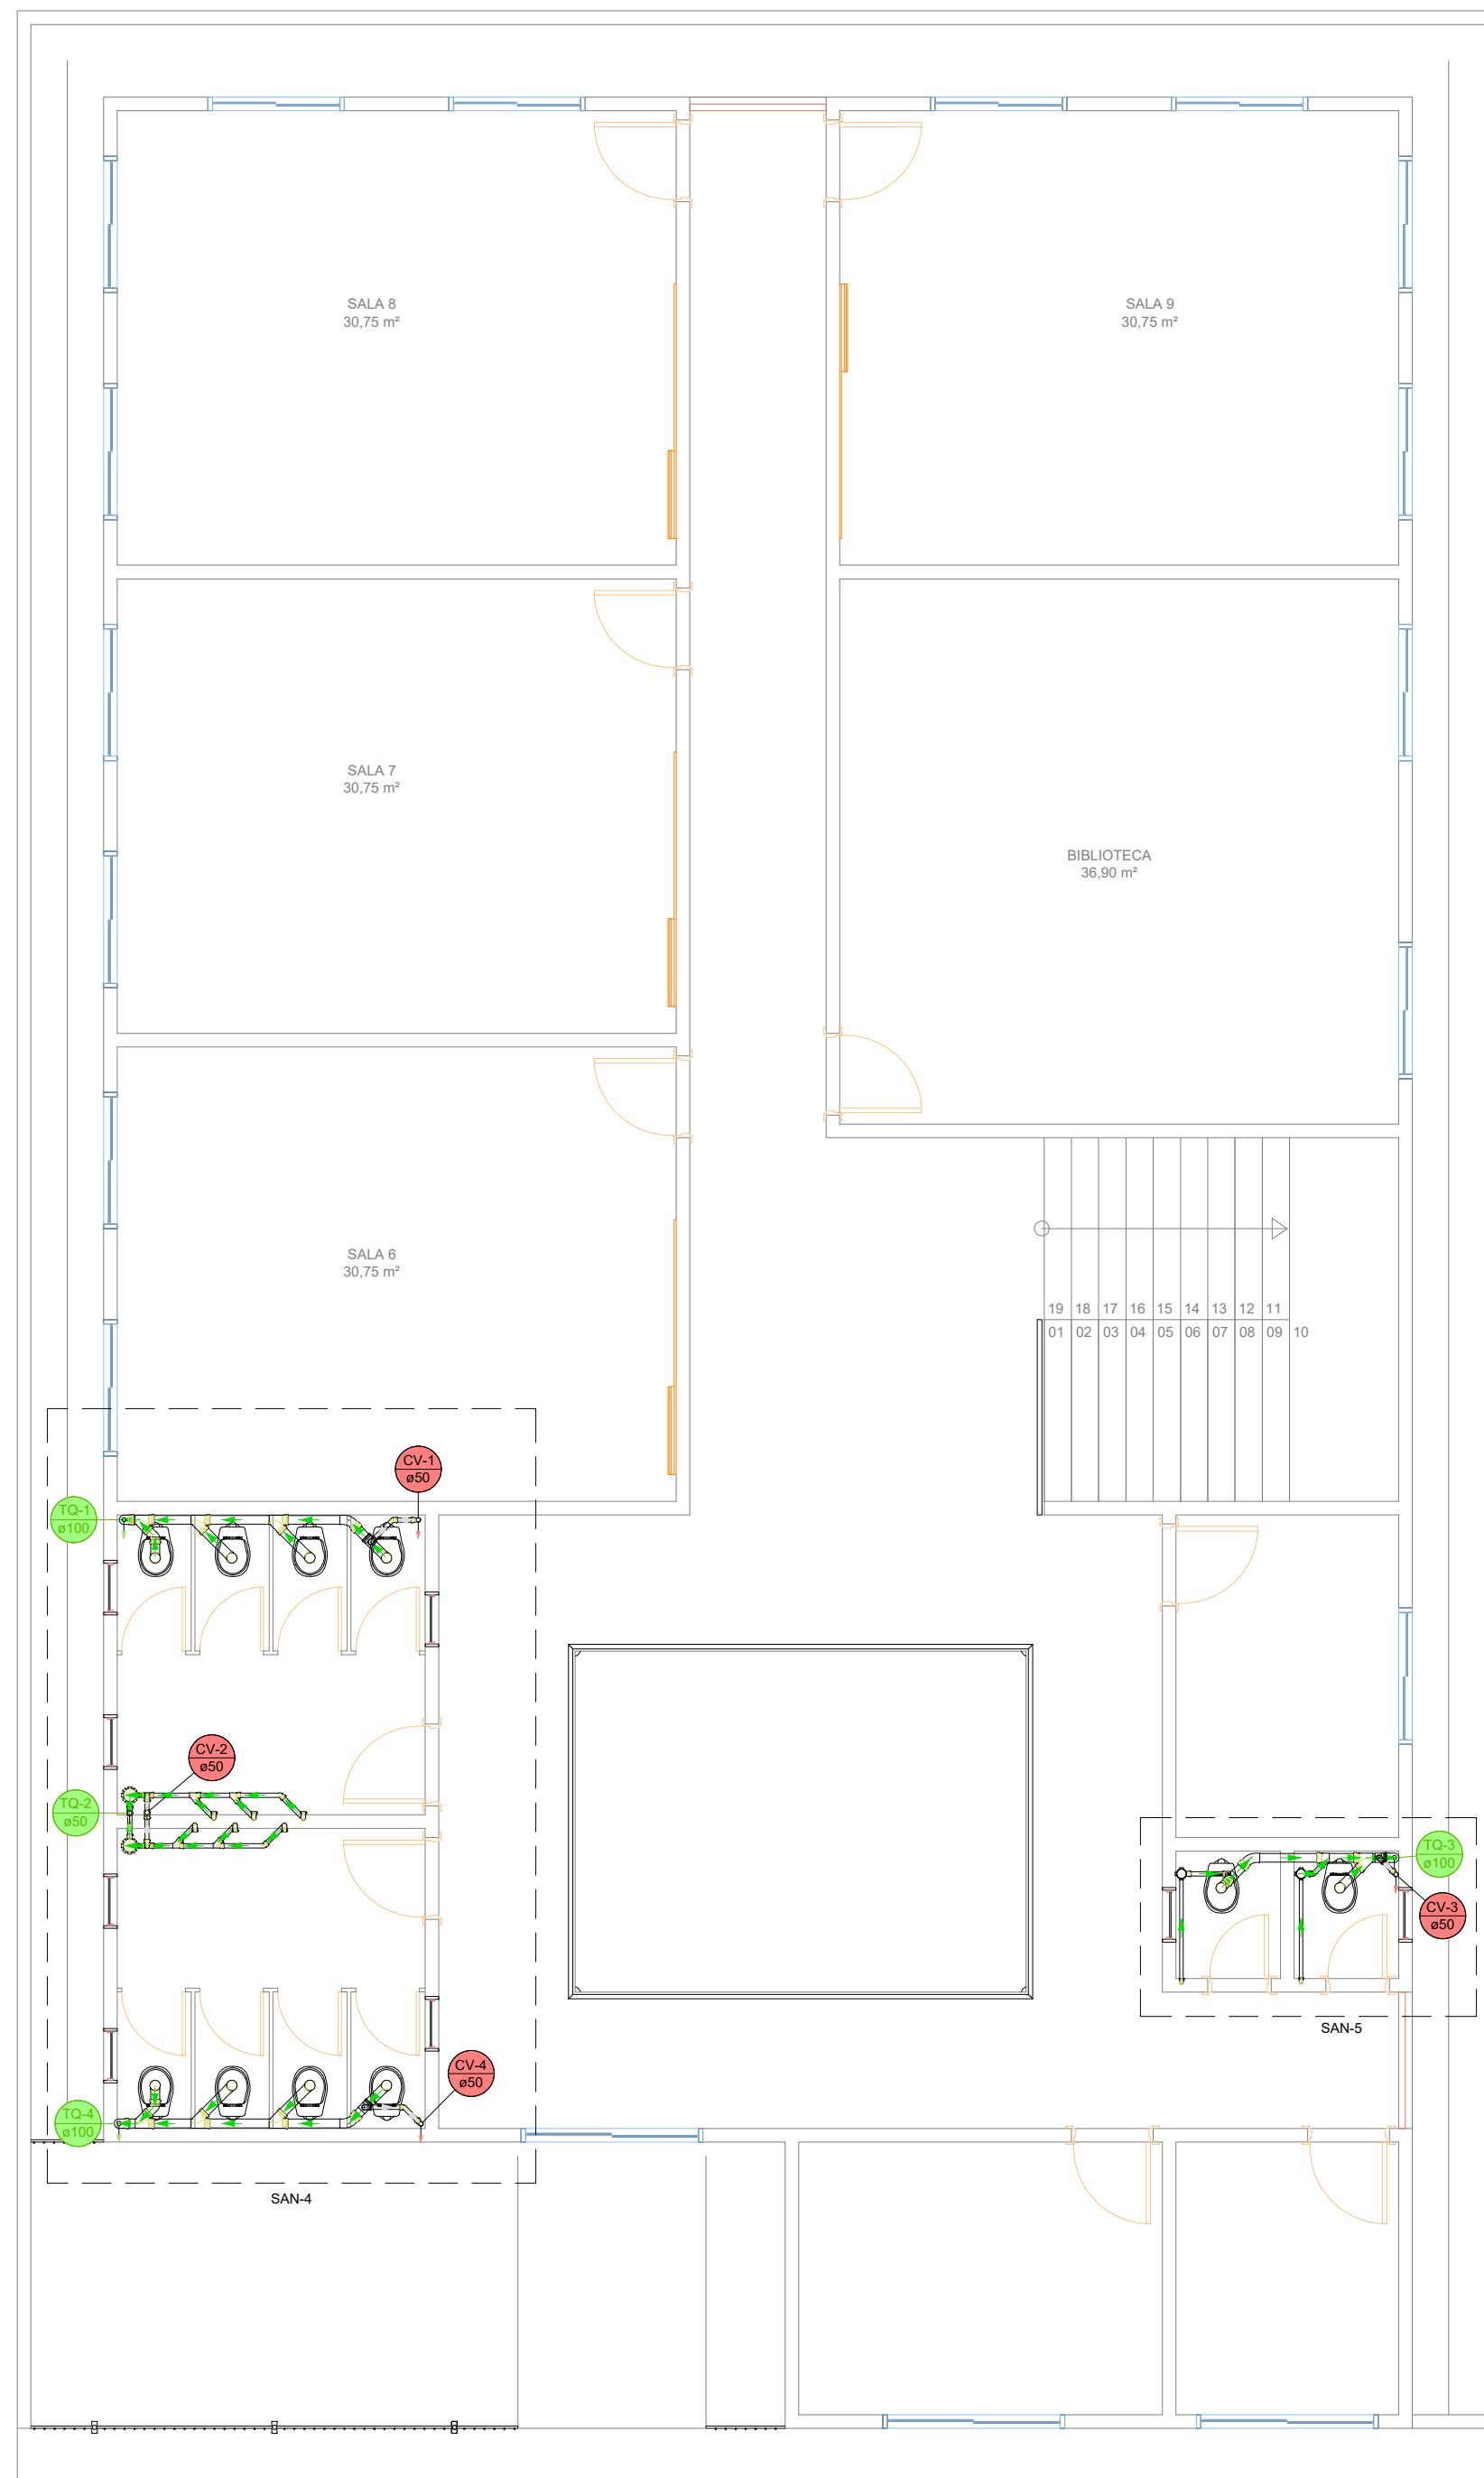 SALA 8
30,75 m²
SALA 9
30,75 m²
SALA 7
30,75 m²
BIBLIOTECA
36,90 m²
SALA 6
30,75 m²
19 18 17 16 15 14 13 12 11
01 02 03 04 05 06 07 08 09 10
CV-1
ø50
TQ-1
ø100
CV-2
ø50
TQ-2
ø50
TQ-3
ø100
CV-3
ø50
SAN-5
CV-4
ø50
TQ-4
ø100
SAN-4